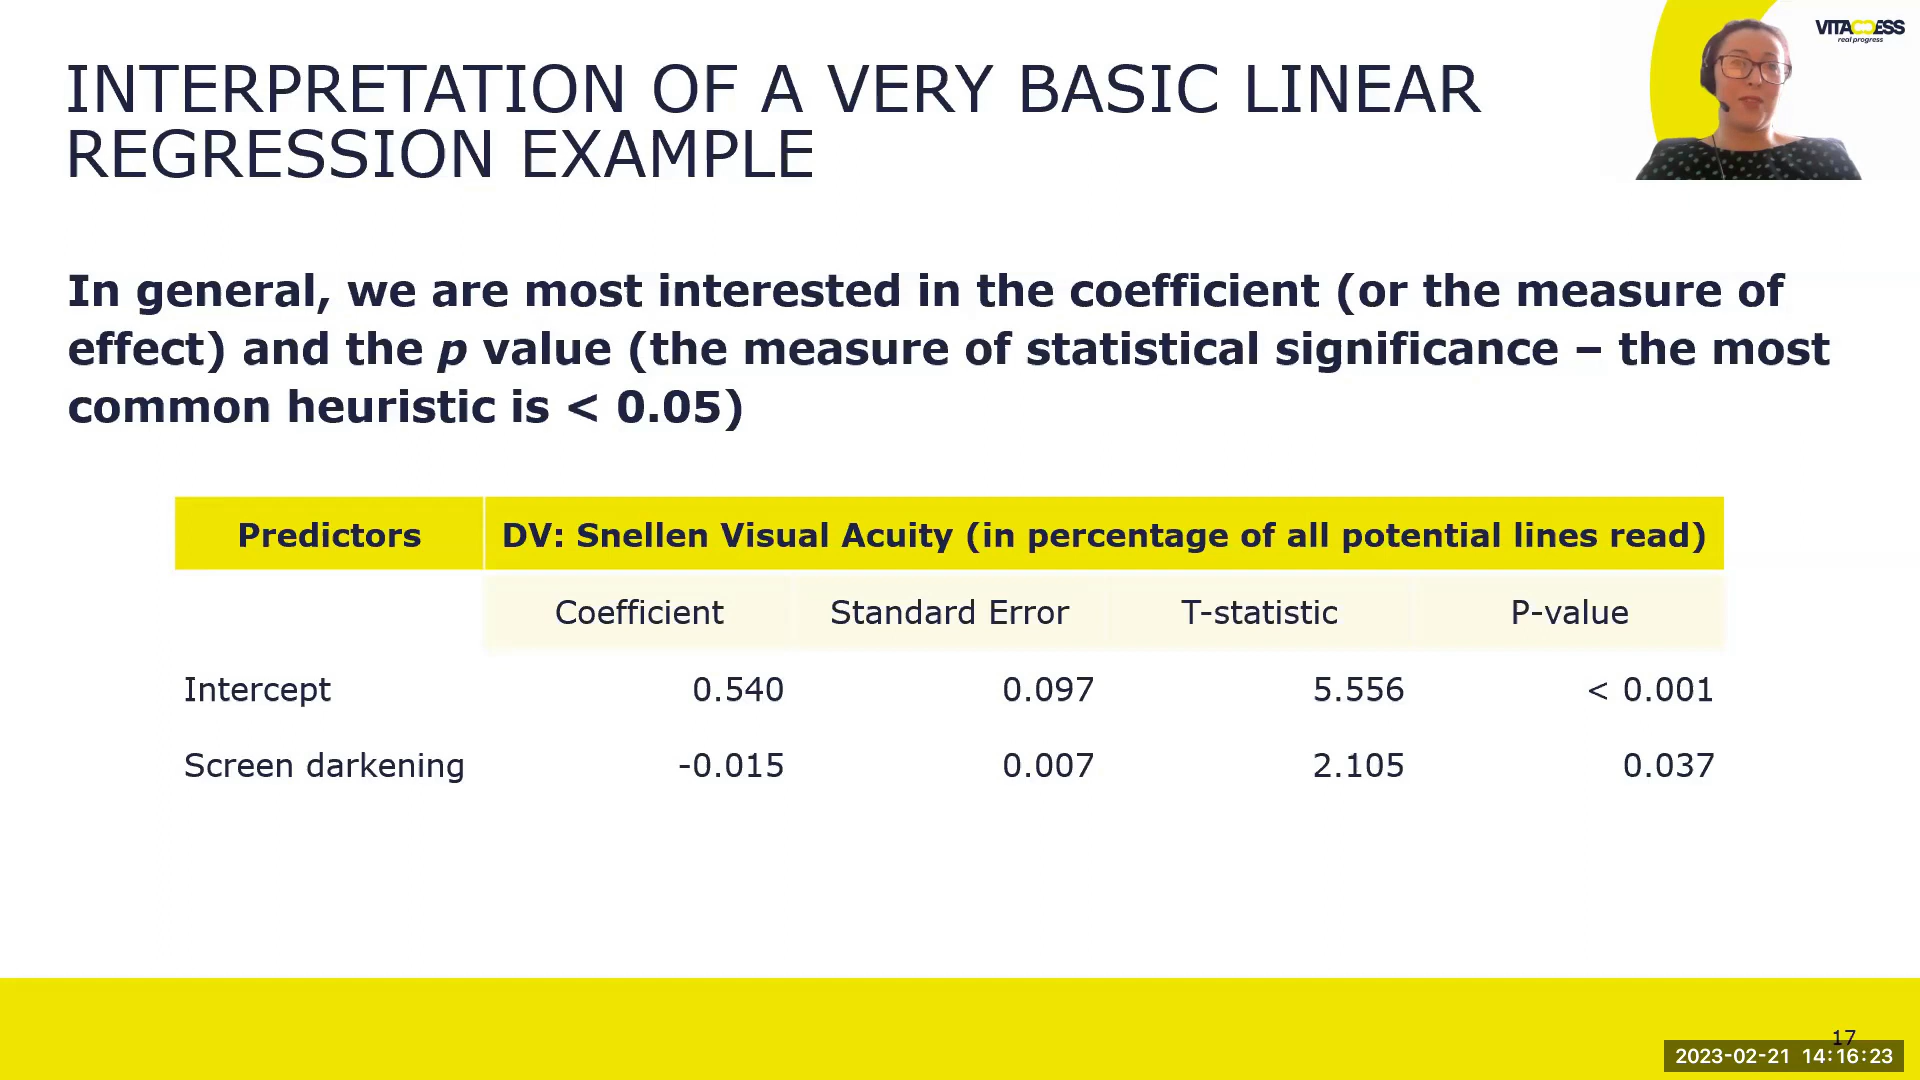 VITACCESS
real progress
INTERPRETATION OF A VERY BASIC LINEAR
REGRESSION EXAMPLE
In general, we are most interested in the coefficient (or the measure of
effect) and the p value (the measure of statistical significance – the most
common heuristic is < 0.05)
Predictors DV: Snellen Visual Acuity (in percentage of all potential lines read)
Coefficient Standard Error T-statistic P-value
Intercept 0.540 0.097 5.556 < 0.001
Screen darkening -0.015 0.007 2.105 0.037
17
2023-02-21 14:16:23